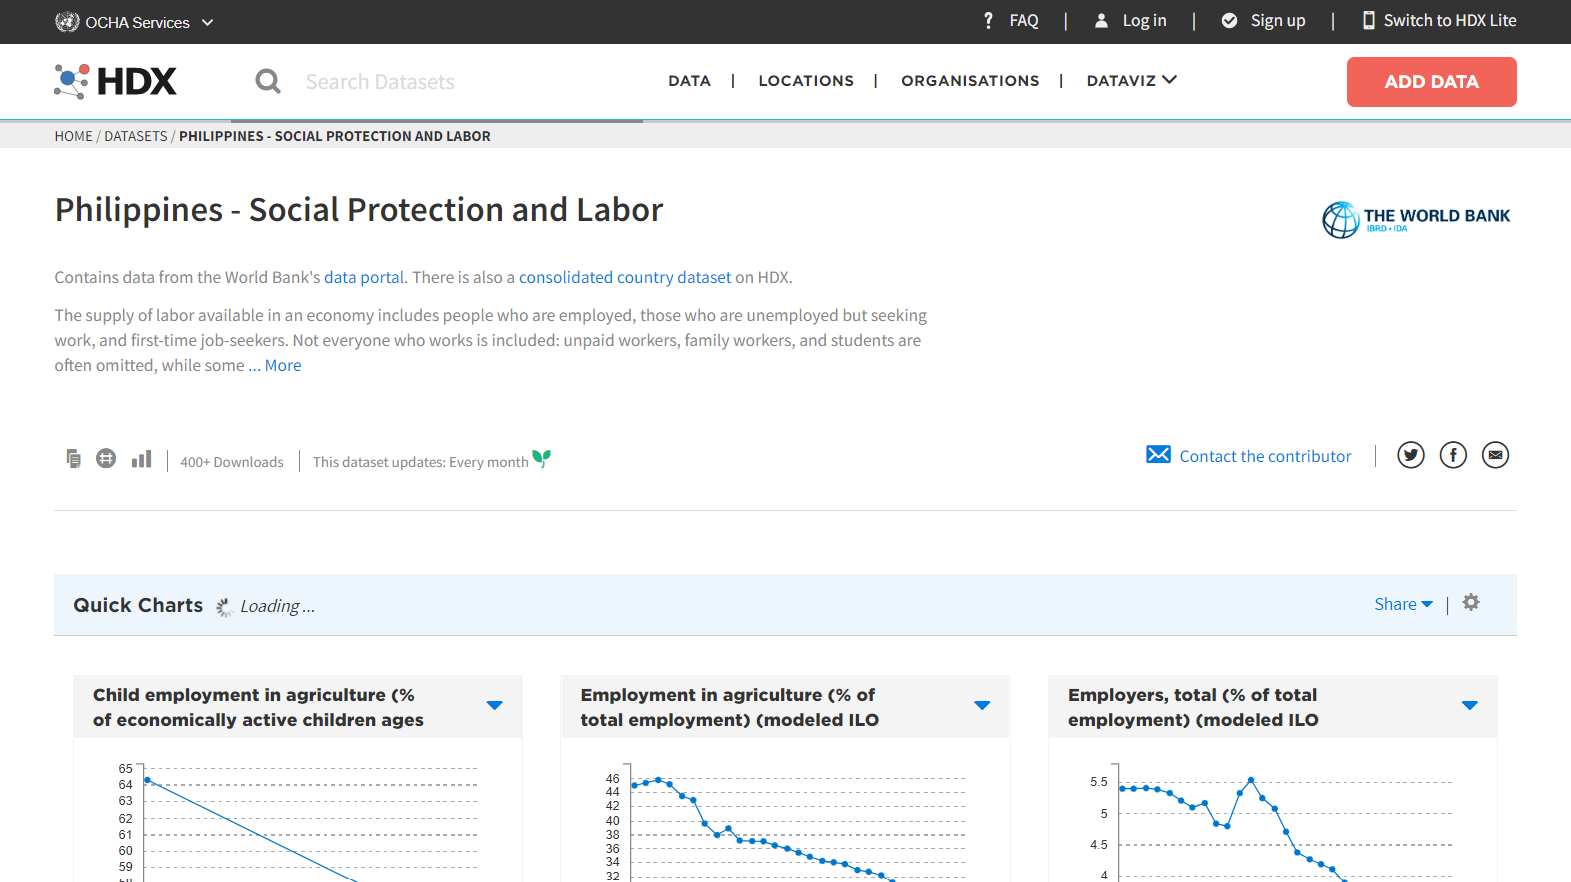 OCHA Services
FAQ | Log in | Sign up | Switch to HDX Lite
HDX
Search Datasets
DATA | LOCATIONS | ORGANISATIONS | DATAVIZ
ADD DATA
HOME / DATASETS / PHILIPPINES - SOCIAL PROTECTION AND LABOR
Philippines - Social Protection and Labor
THE WORLD BANK
IBRD • IDA
Contains data from the World Bank's data portal. There is also a consolidated country dataset on HDX.
The supply of labor available in an economy includes people who are employed, those who are unemployed but seeking
work, and first-time job-seekers. Not everyone who works is included: unpaid workers, family workers, and students are
often omitted, while some ... More
400+ Downloads | This dataset updates: Every month
Contact the contributor
Quick Charts Loading ...
Share
Child employment in agriculture (%
of economically active children ages
65
64
63
62
61
60
59
Employment in agriculture (% of
total employment) (modeled ILO
46
44
42
40
38
36
34
32
Employers, total (% of total
employment) (modeled ILO
5.5
5
4.5
4